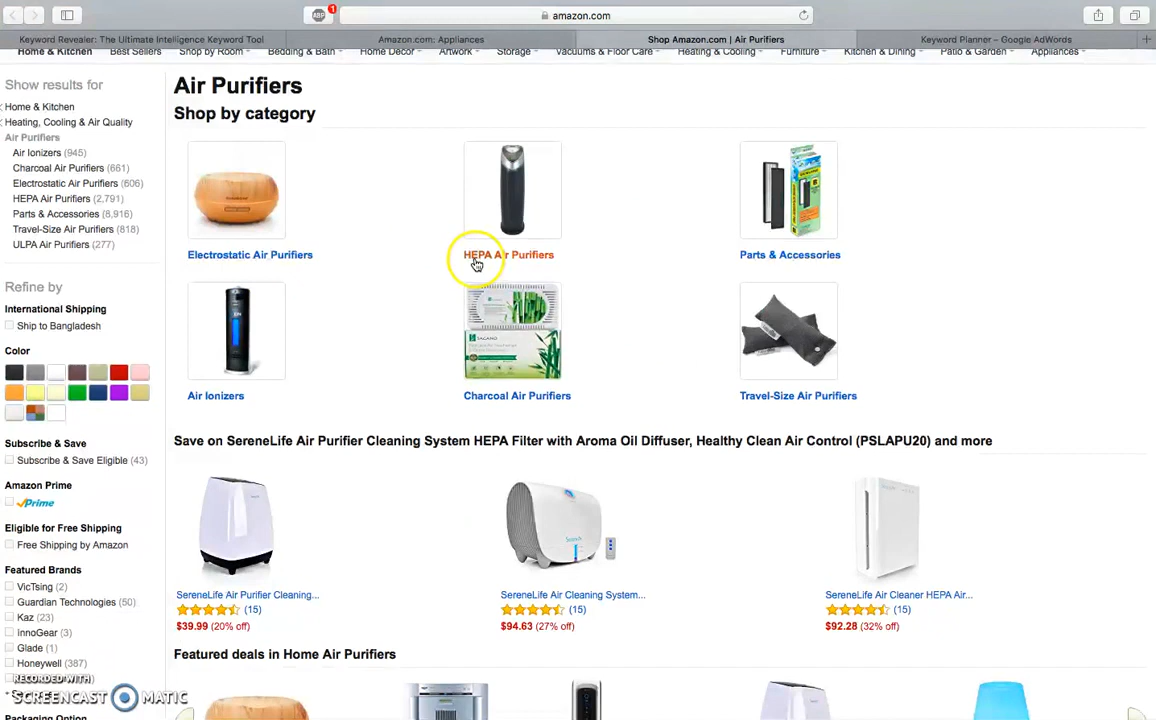 1
ABP
amazon.com
Keyword Revealer: The Ultimate Intelligence Keyword Tool
Amazon.com: Appliances
Shop Amazon.com | Air Purifiers
Keyword Planner – Google AdWords
Home & Kitchen Best Sellers Shop by Room Bedding & Bath Home Décor Artwork Storage Vacuums & Floor Care Heating & Cooling Furniture Kitchen & Dining Patio & Garden Appliances
Show results for
Home & Kitchen
Heating, Cooling & Air Quality
Air Purifiers
Air Ionizers (945)
Charcoal Air Purifiers (661)
Electrostatic Air Purifiers (606)
HEPA Air Purifiers (2,791)
Parts & Accessories (8,916)
Travel-Size Air Purifiers (818)
ULPA Air Purifiers (277)
Refine by
International Shipping
Ship to Bangladesh
Color
Subscribe & Save
Subscribe & Save Eligible (43)
Amazon Prime
Prime
Eligible for Free Shipping
Free Shipping by Amazon
Featured Brands
VicTsing (2)
Guardian Technologies (50)
Kaz (23)
InnoGear (3)
Glade (1)
Honeywell (387)
RECORDED WITH
SCREENCAST MATIC
Packaging Option
Air Purifiers
Shop by category
Electrostatic Air Purifiers
HEPA Air Purifiers
Parts & Accessories
Air Ionizers
Charcoal Air Purifiers
Travel-Size Air Purifiers
Save on SereneLife Air Purifier Cleaning System HEPA Filter with Aroma Oil Diffuser, Healthy Clean Air Control (PSLAPU20) and more
SereneLife Air Purifier Cleaning...
(15)
$39.99 (20% off)
SereneLife Air Cleaning System...
(15)
$94.63 (27% off)
SereneLife Air Cleaner HEPA Air...
(15)
$92.28 (32% off)
Featured deals in Home Air Purifiers